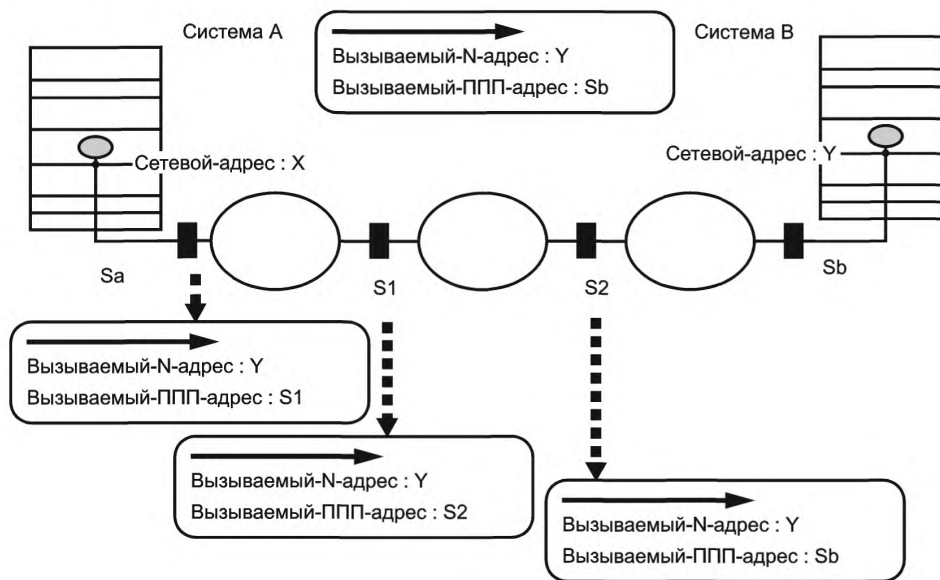 Система A
Вызываемый-N-адрес : Y
Вызываемый-ППП-адрес : Sb
Система B
Сетевой-адрес : X
Сетевой-адрес : Y
Sa
S1
S2
Sb
Вызываемый-N-адрес : Y
Вызываемый-ППП-адрес : S1
Вызываемый-N-адрес : Y
Вызываемый-ППП-адрес : S2
Вызываемый-N-адрес : Y
Вызываемый-ППП-адрес : Sb